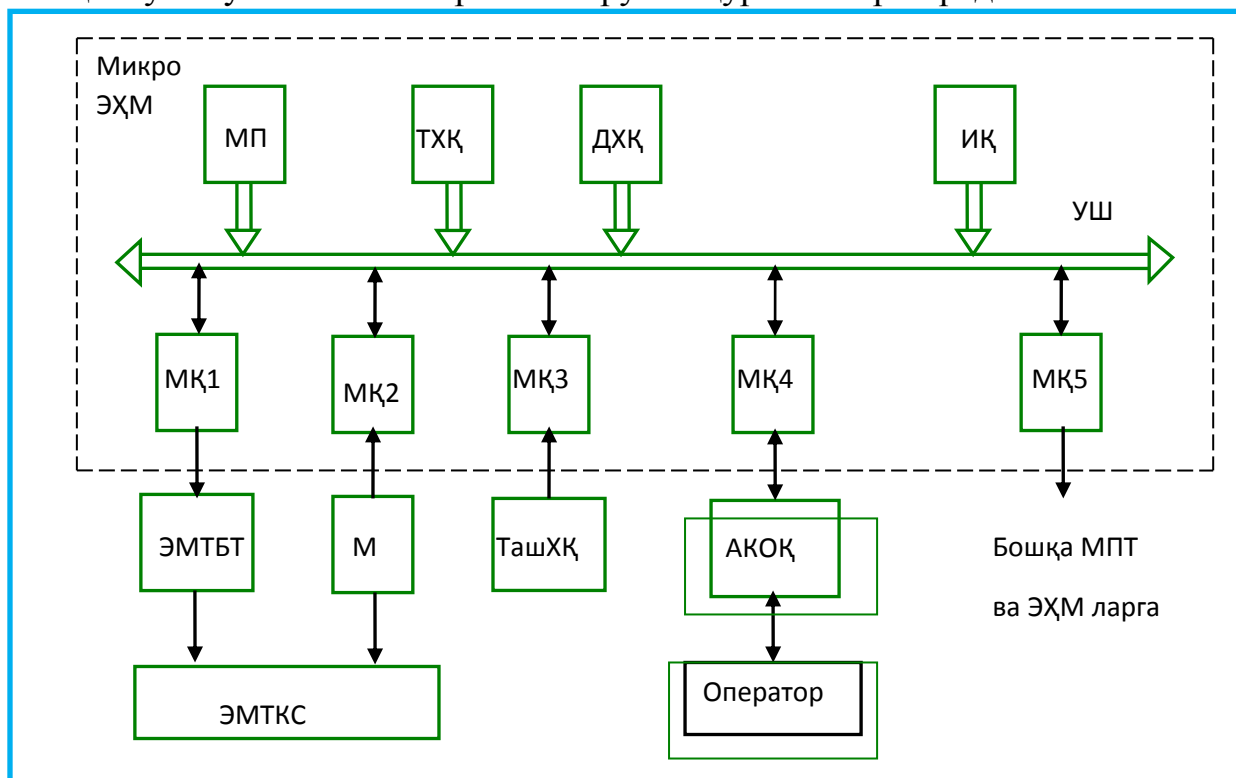 Микро
ЭҲМ
МП
ТХҚ
ДХҚ
ИҚ
УШ
МҚ1
МҚ2
МҚ3
МҚ4
МҚ5
ЭМТБТ
М
ТашХҚ
АКОҚ
Бошқа МПТ
ва ЭҲМ ларга
ЭМТКС
Оператор